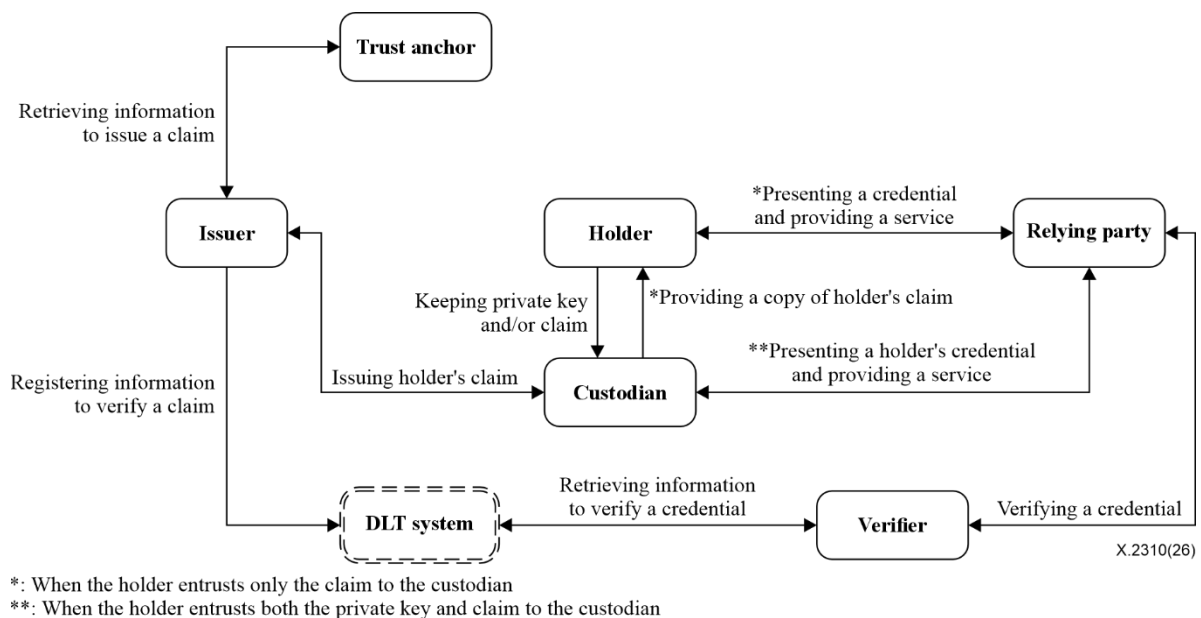 Trust anchor
Retrieving information
to issue a claim
*Presenting a credential
and providing a service
Issuer
Holder
Relying party
Keeping private key
and/or claim
*Providing a copy of holder's claim
**Presenting a holder's credential
and providing a service
Registering information
to verify a claim
Issuing holder's claim
Custodian
Retrieving information
to verify a credential
DLT system
Verifier
Verifying a credential
X.2310(26)
*: When the holder entrusts only the claim to the custodian
**: When the holder entrusts both the private key and claim to the custodian